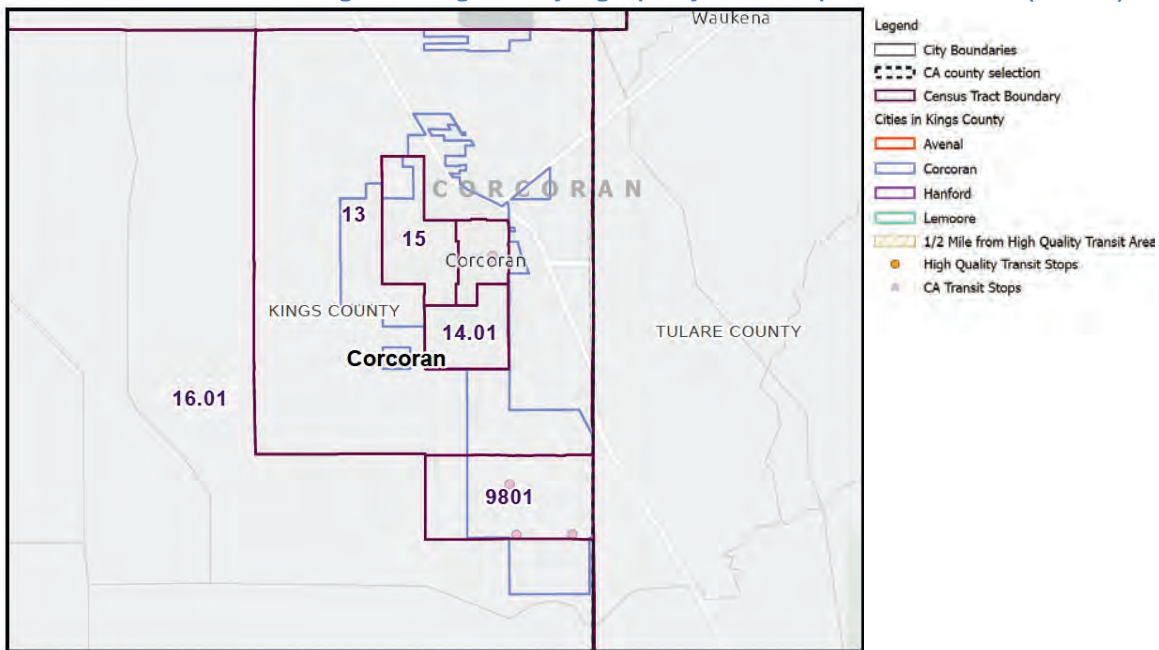 Waukena
CORCORAN
13
15
Corcoran
KINGS COUNTY
14.01
TULARE COUNTY
Corcoran
16.01
9801
Legend
City Boundaries
CA county selection
Census Tract Boundary
Cities in Kings County
Avenal
Corcoran
Hanford
Lemoore
1/2 Mile from High Quality Transit Area
High Quality Transit Stops
CA Transit Stops